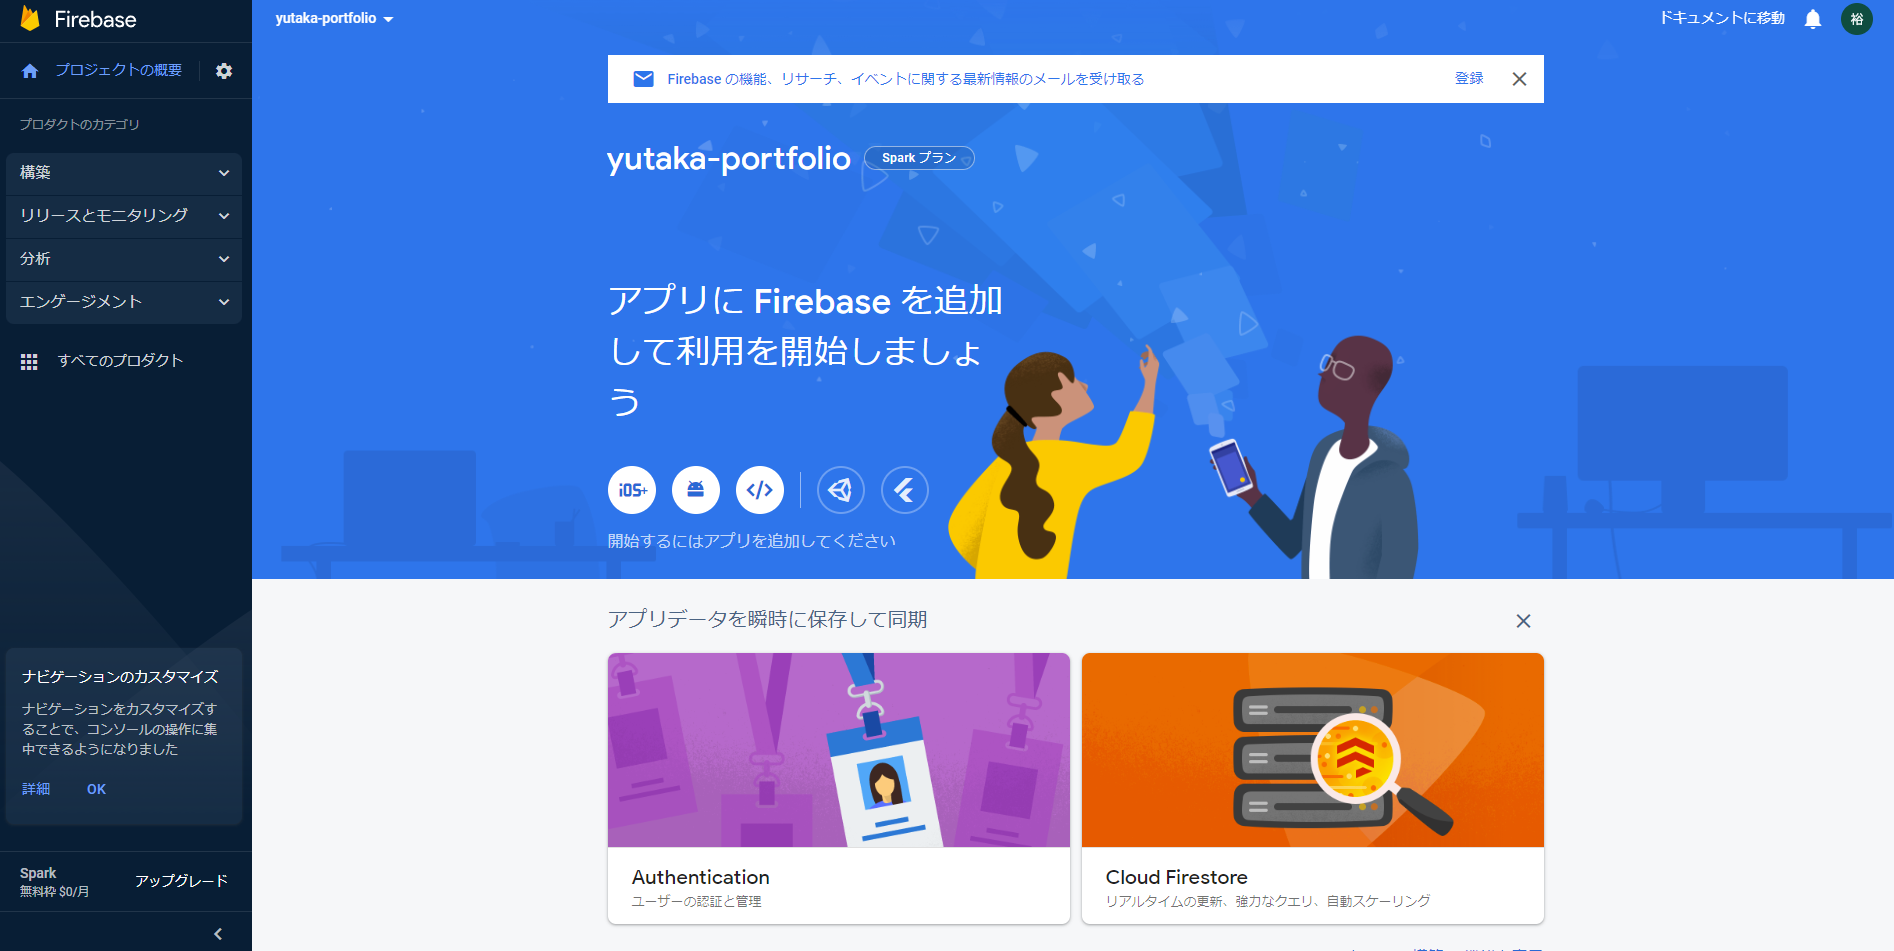 Firebase
プロジェクトの概要
プロダクトのカテゴリ
構築
リリースとモニタリング
分析
エンゲージメント
すべてのプロダクト
ナビゲーションのカスタマイズ
ナビゲーションをカスタマイズす
ることで、コンソールの操作に集
中できるようになりました
詳細 OK
Spark
無料枠 $0/月
アップグレード
yutaka-portfolio
ドキュメントに移動
裕
Firebase の機能、リサーチ、イベントに関する最新情報のメールを受け取る
登録
yutaka-portfolio
Spark プラン
アプリに Firebase を追加
して利用を開始しましょ
う
iOS+
開始するにはアプリを追加してください
アプリデータを瞬時に保存して同期
Authentication
ユーザーの認証と管理
Cloud Firestore
リアルタイムの更新、強力なクエリ、自動スケーリング